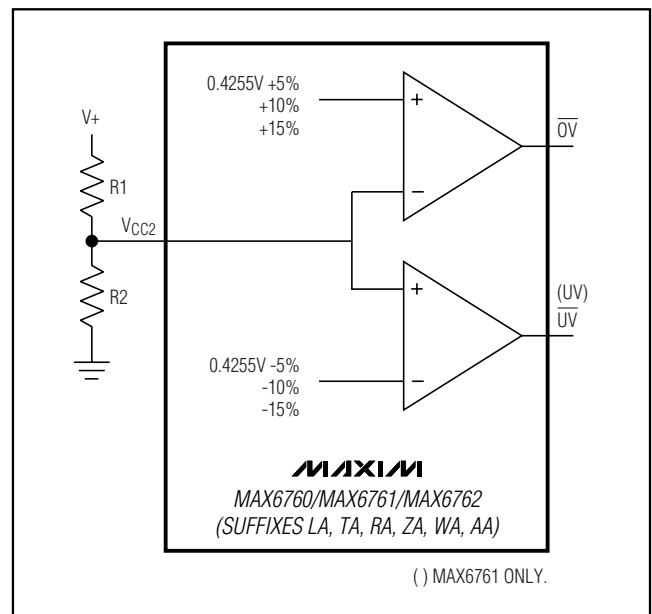 0.4255V +5%
+10%
+15%
+
OV
V+
R1
–
VCC2
(UV)
+
R2
UV
0.4255V -5%
-10%
-15%
–
MAXIM
MAX6760/MAX6761/MAX6762
(SUFFIXES LA, TA, RA, ZA, WA, AA)
( ) MAX6761 ONLY.